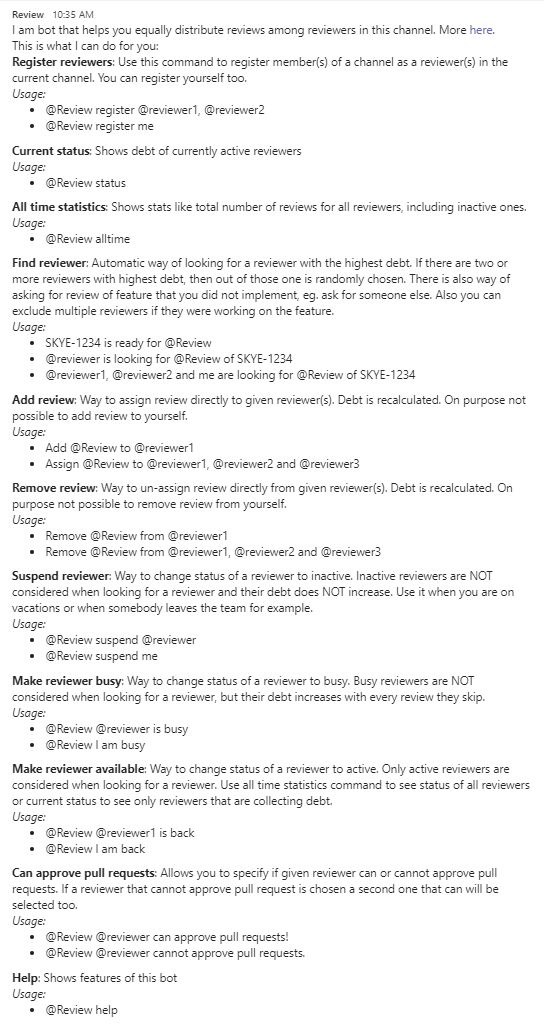 Review 10:35 AM
I am bot that helps you equally distribute reviews among reviewers in this channel. More here.
This is what I can do for you:
Register reviewers: Use this command to register member(s) of a channel as a reviewer(s) in the
current channel. You can register yourself too.
Usage:
• @Review register @reviewer1, @reviewer2
• @Review register me
Current status: Shows debt of currently active reviewers
Usage:
• @Review status
All time statistics: Shows stats like total number of reviews for all reviewers, including inactive ones.
Usage:
• @Review alltime
Find reviewer: Automatic way of looking for a reviewer with the highest debt. If there are two or
more reviewers with highest debt, then out of those one is randomly chosen. There is also way of
asking for review of feature that you did not implement, eg. ask for someone else. Also you can
exclude multiple reviewers if they were working on the feature.
Usage:
• SKYE-1234 is ready for @Review
• @reviewer is looking for @Review of SKYE-1234
• @reviewer1, @reviewer2 and me are looking for @Review of SKYE-1234
Add review: Way to assign review directly to given reviewer(s). Debt is recalculated. On purpose not
possible to add review to yourself.
Usage:
• Add @Review to @reviewer1
• Assign @Review to @reviewer1, @reviewer2 and @reviewer3
Remove review: Way to un-assign review directly from given reviewer(s). Debt is recalculated. On
purpose not possible to remove review from yourself.
Usage:
• Remove @Review from @reviewer1
• Remove @Review from @reviewer1, @reviewer2 and @reviewer3
Suspend reviewer: Way to change status of a reviewer to inactive. Inactive reviewers are NOT
considered when looking for a reviewer and their debt does NOT increase. Use it when you are on
vacations or when somebody leaves the team for example.
Usage:
• @Review suspend @reviewer
• @Review suspend me
Make reviewer busy: Way to change status of a reviewer to busy. Busy reviewers are NOT
considered when looking for a reviewer, but their debt increases with every review they skip.
Usage:
• @Review @reviewer is busy
• @Review I am busy
Make reviewer available: Way to change status of a reviewer to active. Only active reviewers are
considered when looking for a reviewer. Use all time statistics command to see status of all reviewers
or current status to see only reviewers that are collecting debt.
Usage:
• @Review @reviewer1 is back
• @Review I am back
Can approve pull requests: Allows you to specify if given reviewer can or cannot approve pull
requests. If a reviewer that cannot approve pull request is chosen a second one that can will be
selected too.
Usage:
• @Review @reviewer can approve pull requests!
• @Review @reviewer cannot approve pull requests.
Help: Shows features of this bot
Usage:
• @Review help